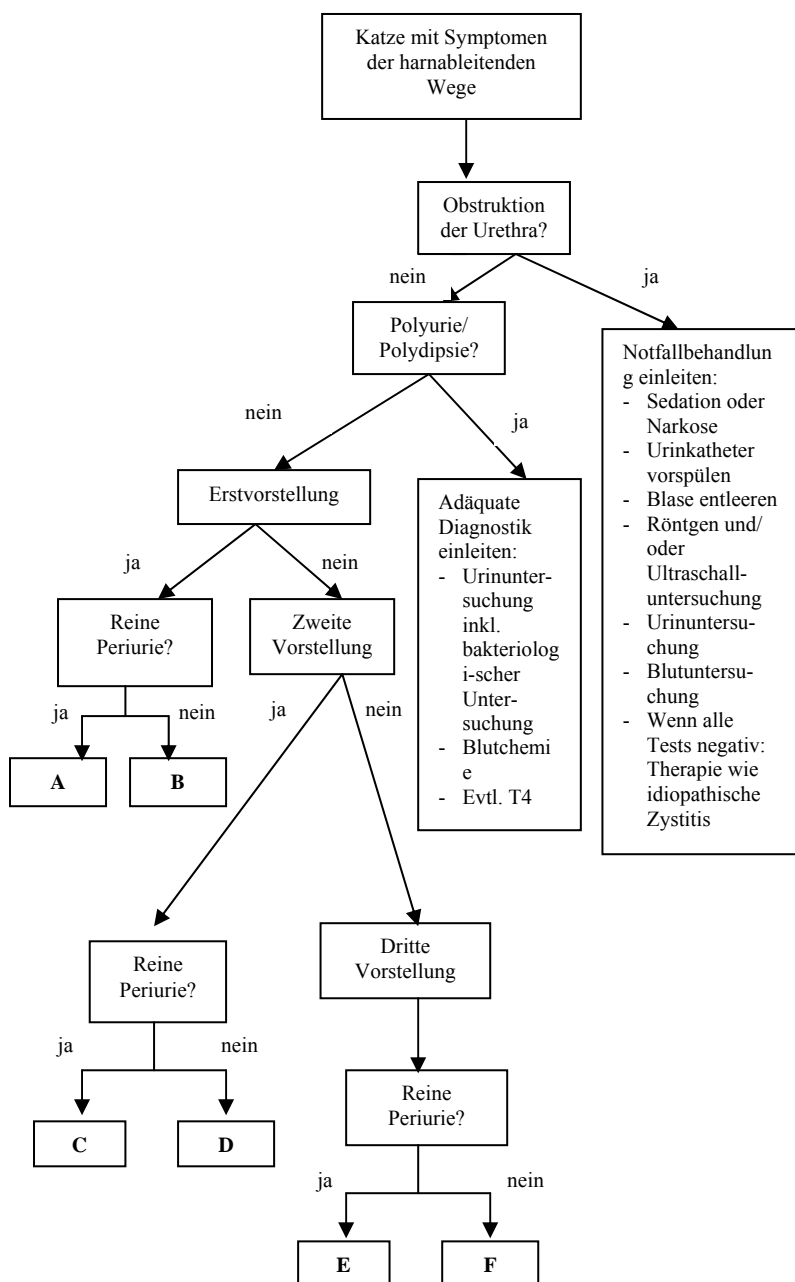 Katze mit Symptomen
der harnableitenden
Wege
Obstruktion
der Urethra?
nein
ja
Polyurie/
Polydipsie?
Notfallbehandlun
g einleiten:
- Sedation oder
Narkose
- Urinkatheter
vorspülen
- Blase entleeren
- Röntgen und/
oder
Ultraschall-
untersuchung
- Urinuntersu-
chung
- Blutuntersu-
chung
- Wenn alle
Tests negativ:
Therapie wie
idiopathische
Zystitis
nein
ja
Erstvorstellung
Adäquate
Diagnostik
einleiten:
- Urinunter-
suchung
inkl.
bakteriolog
i-scher
Unter-
suchung
- Blutchemi
e
- Evtl. T4
ja
nein
Reine
Periurie?
Zweite
Vorstellung
ja
nein
ja
nein
A
B
Reine
Periurie?
Dritte
Vorstellung
ja
nein
Reine
Periurie?
C
D
ja
nein
E
F